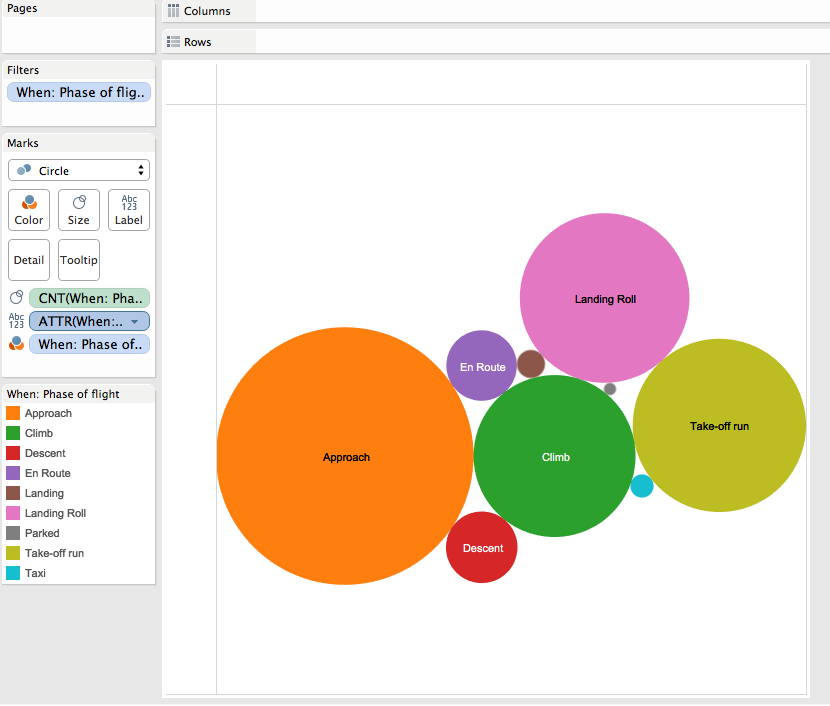 Pages
Columns
Rows
Filters
When: Phase of flig..
Marks
Circle
Color
Size
Abc
123
Label
Detail
Tooltip
CNT(When: Pha..
Abc
123
ATTR(When:..
When: Phase of..
When: Phase of flight
Approach
Climb
Descent
En Route
Landing
Landing Roll
Parked
Take-off run
Taxi
Landing Roll
En Route
Take-off run
Approach
Climb
Descent